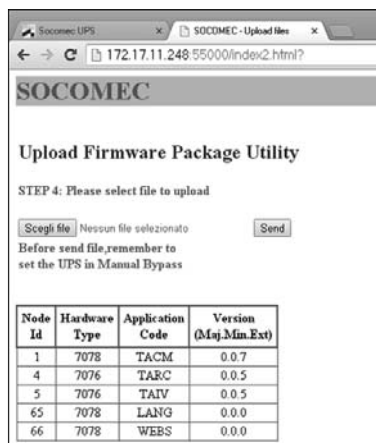 Socomec UPS
SOCOMEC - Upload files
172.17.11.248:55000/index2.html?
SOCOMEC
Upload Firmware Package Utility
STEP 4: Please select file to upload
Scegli file Nessun file selezionato Send
Before send file,remember to
set the UPS in Manual Bypass
Node Id Hardware Type Application Code Version (Maj.Min.Ext)
1 7078 TACM 0.0.7
4 7076 TARC 0.0.5
5 7076 TAIV 0.0.5
65 7078 LANG 0.0.0
66 7078 WEBS 0.0.0